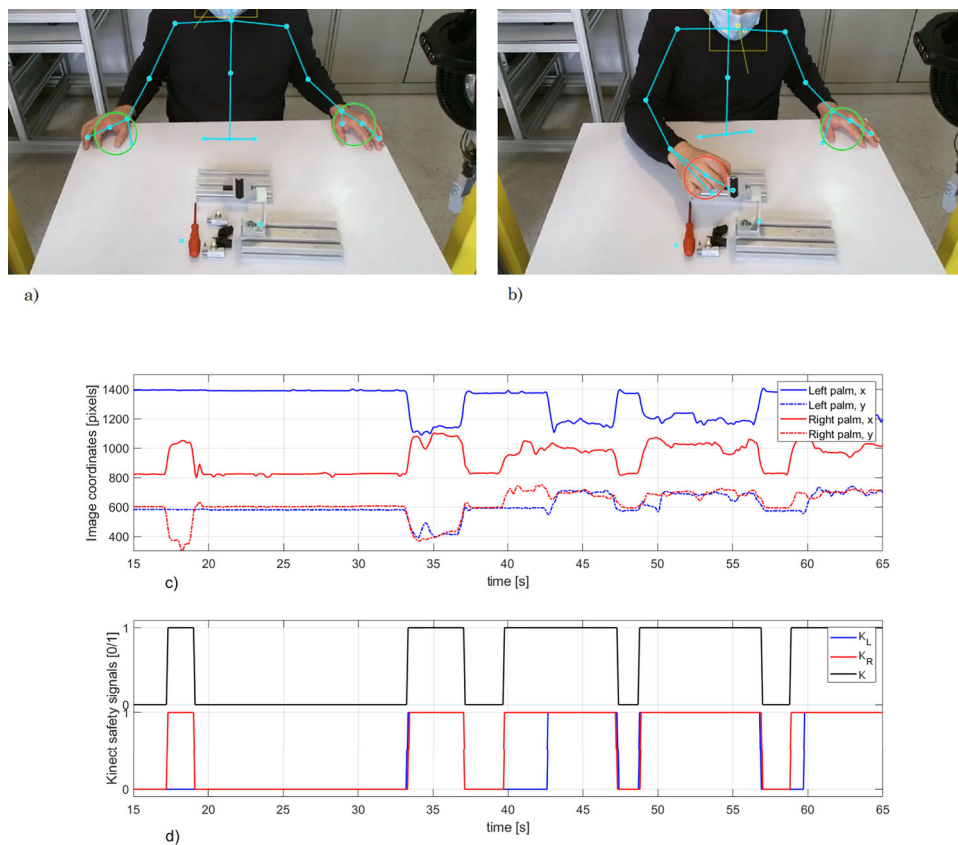 a)
b)
Image coordinates [pixels]
1400
1200
1000
800
600
400
Left palm, x
Left palm, y
Right palm, x
Right palm, y
15 20 25 30 35 40 45 50 55 60 65
time [s]
c)
Kinect safety signals [0/1]
1
0
1
0
K_L
K_R
K
15 20 25 30 35 40 45 50 55 60 65
time [s]
d)